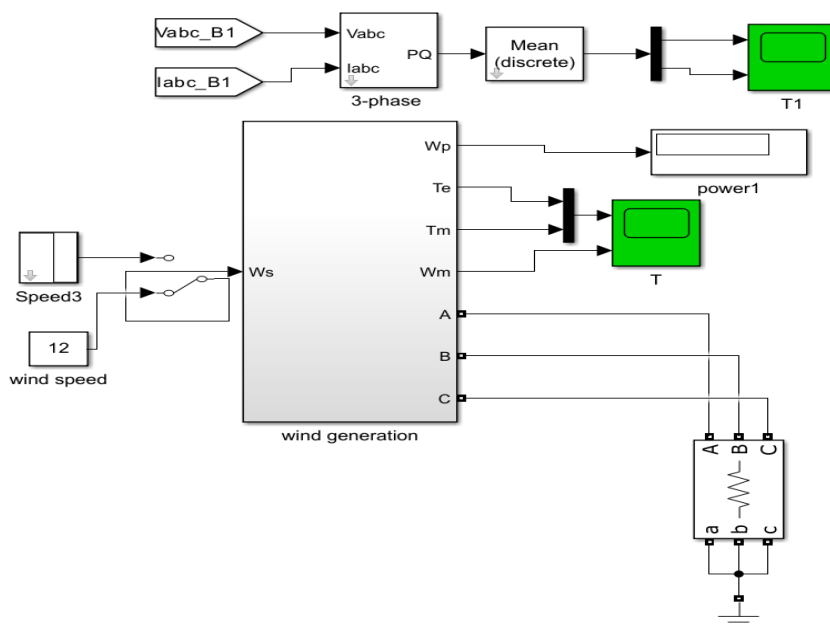 Vabc_B1
Iabc_B1
Vabc
Iabc
PQ
3-phase
Mean
(discrete)
T1
Wp
Te
Tm
Wm
A
B
C
Ws
wind generation
power1
T
Speed3
12
wind speed
A B C
a b c